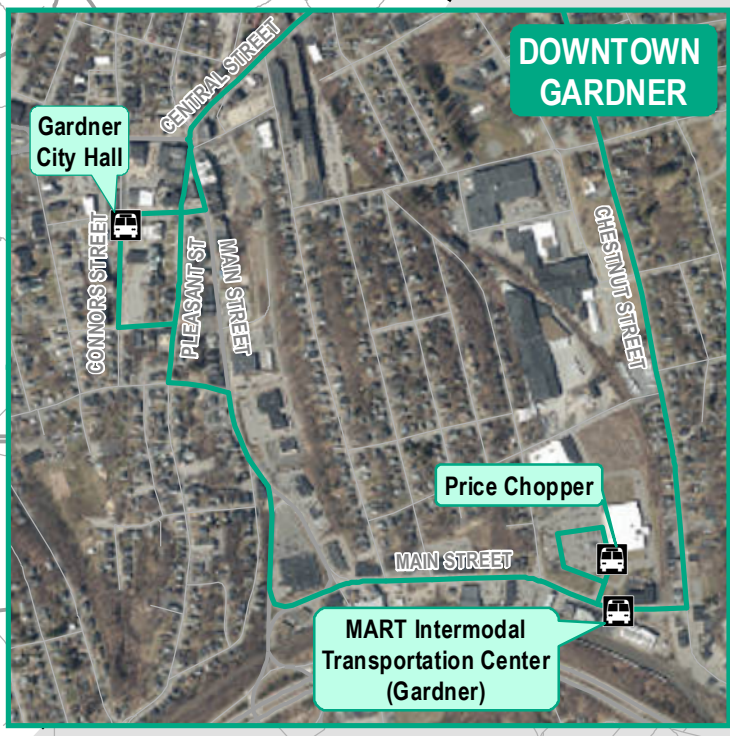 DOWNTOWN
GARDNER
CENTRAL STREET
Gardner
City Hall
CONNORS STREET
PLEASANT ST
MAIN STREET
CHESTNUT STREET
Price Chopper
MAIN STREET
MART Intermodal
Transportation Center
(Gardner)